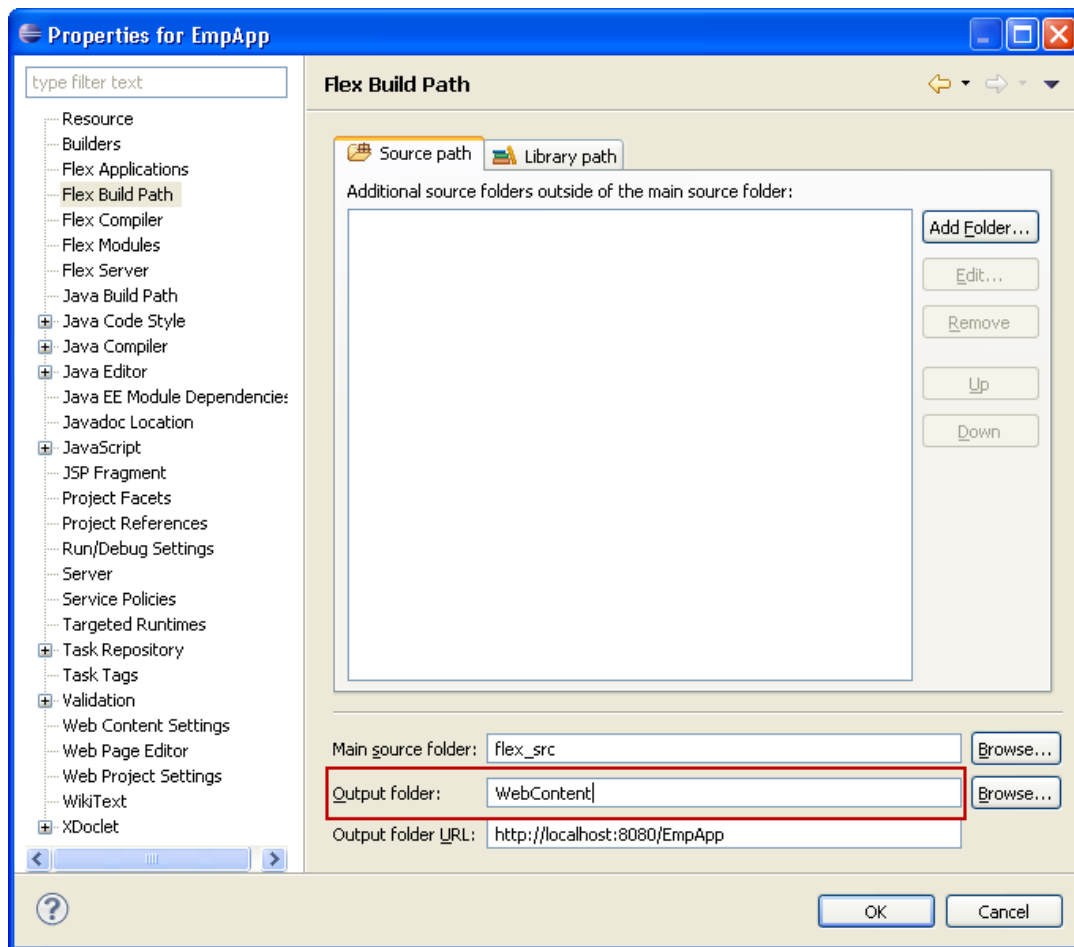 Properties for EmpApp
type filter text
Resource
Builders
Flex Applications
Flex Build Path
Flex Compiler
Flex Modules
Flex Server
Java Build Path
Java Code Style
Java Compiler
Java Editor
Java EE Module Dependencies
Javadoc Location
JavaScript
JSP Fragment
Project Facets
Project References
Run/Debug Settings
Server
Service Policies
Targeted Runtimes
Task Repository
Task Tags
Validation
Web Content Settings
Web Page Editor
Web Project Settings
WikiText
XDoclet
Flex Build Path
Source path
Library path
Additional source folders outside of the main source folder:
Add Folder...
Edit...
Remove
Up
Down
Main source folder: flex_src Browse...
Output folder: WebContent Browse...
Output folder URL: http://localhost:8080/EmpApp
?
OK Cancel